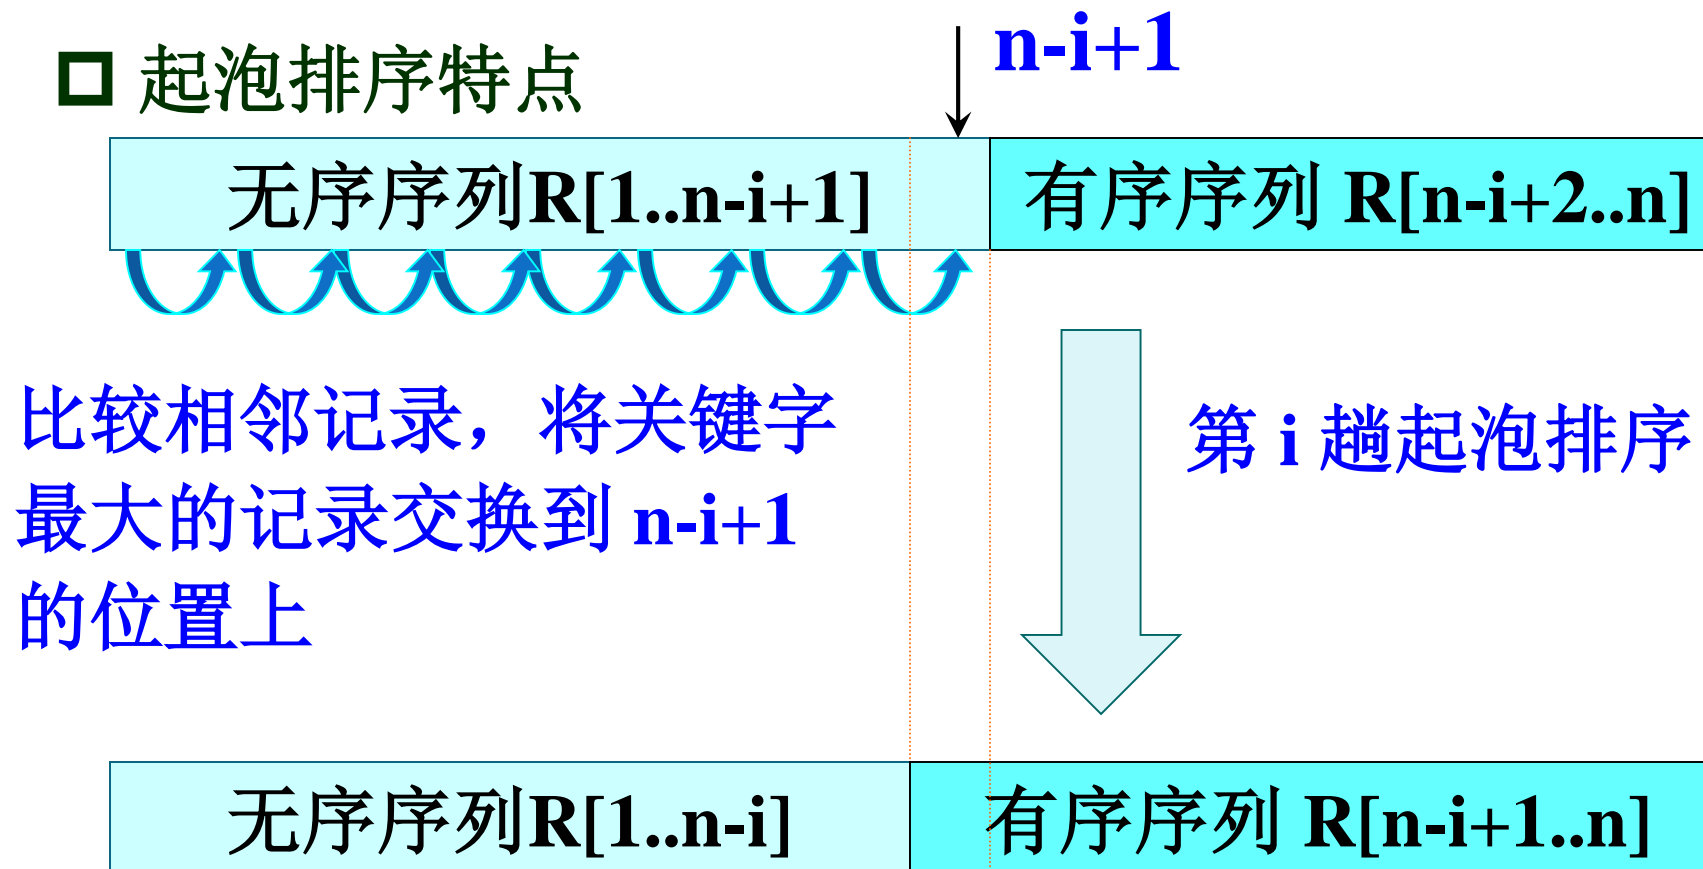 起泡排序特点
n-i+1
无序序列R[1..n-i+1]
有序序列 R[n-i+2..n]
比较相邻记录，将关键字
最大的记录交换到 n-i+1
的位置上
第 i 趟起泡排序
无序序列R[1..n-i]
有序序列 R[n-i+1..n]